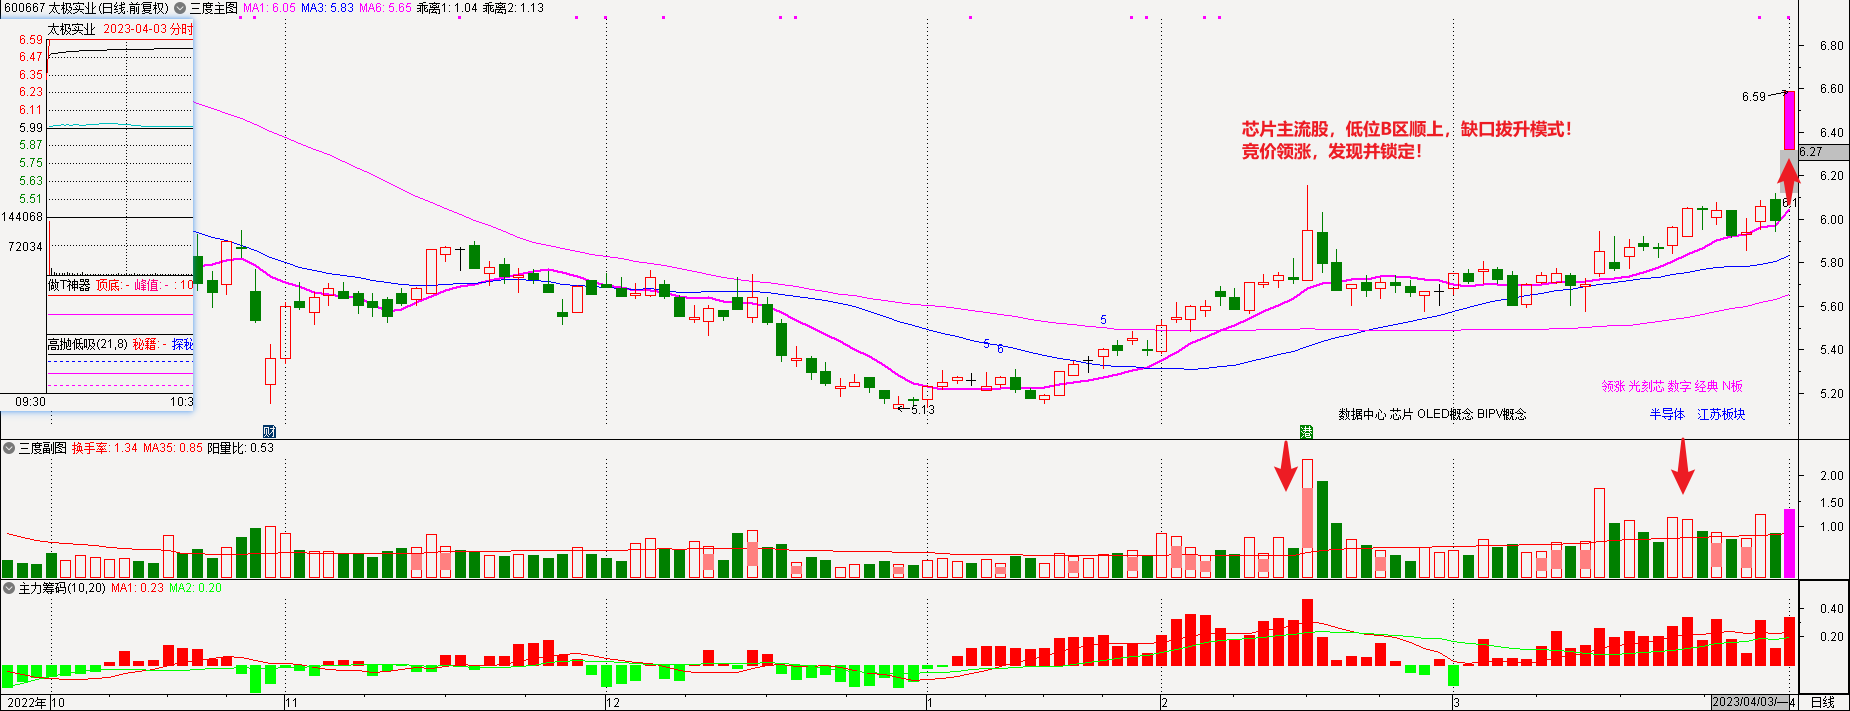 600667 太极实业(日线.前复权) 三度主图 MA1: 6.05 MA3: 5.83 MA6: 5.65 乖离1: 1.04 乖离2: 1.13
太极实业 2023-04-03 分时
6.59
6.47
6.35
6.23
6.11
5.99
5.87
5.75
5.63
5.51
144068
72034
做T神器 顶底: - 峰值: - : 10
高抛低吸(21,8) 秘籍: - 探秘
09:30 10:3
6.80
6.60
6.40
6.27
6.20
6.00
5.80
5.60
5.40
5.20
6.59
芯片主流股，低位B区顺上，缺口拔升模式！
竞价领涨，发现并锁定！
6.1
5
5
6
5.13
领涨 光刻芯 数字 经典 N板
数据中心 芯片 OLED概念 BIPV概念 半导体 江苏板块
财
港
三度副图 换手率: 1.34 MA35: 0.85 阳量比: 0.53
2.00
1.50
1.00
主力筹码(10,20) MA1: 0.23 MA2: 0.20
0.40
0.20
2022年 10 11 12 1 2 3 2023/04/03/一 4 日线